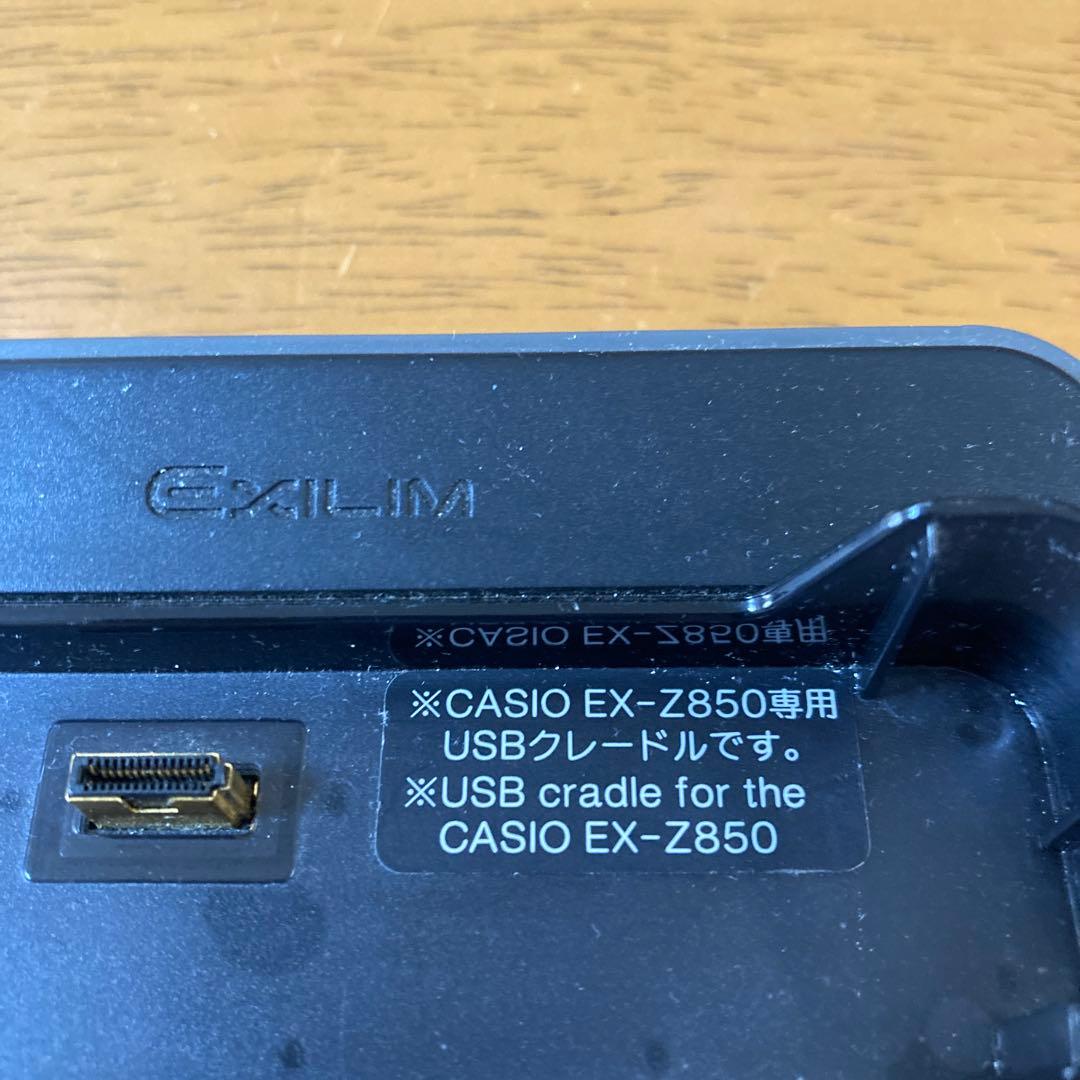 EXILIM
※CASIO EX-Z850専用
※CASIO EX-Z850専用
USBクレードルです。
※USB cradle for the
CASIO EX-Z850